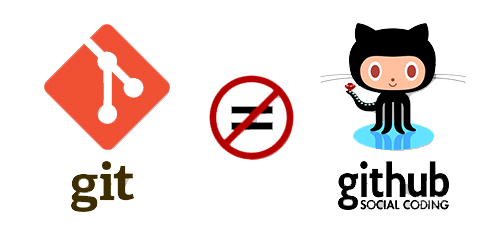 git
=
github
SOCIAL CODING